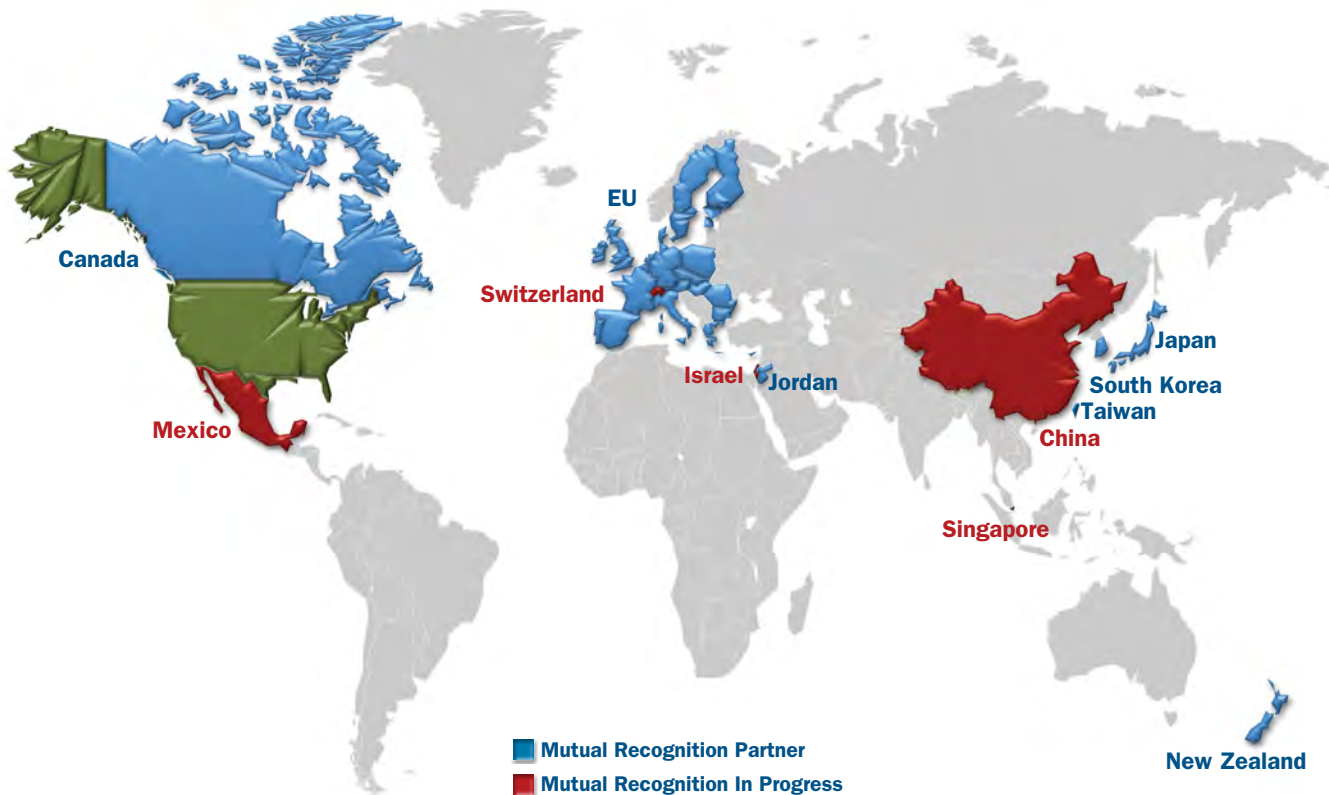 EU
Canada
Switzerland
Japan
Israel
Jordan
South Korea
Taiwan
Mexico
China
Singapore
Mutual Recognition Partner
New Zealand
Mutual Recognition In Progress